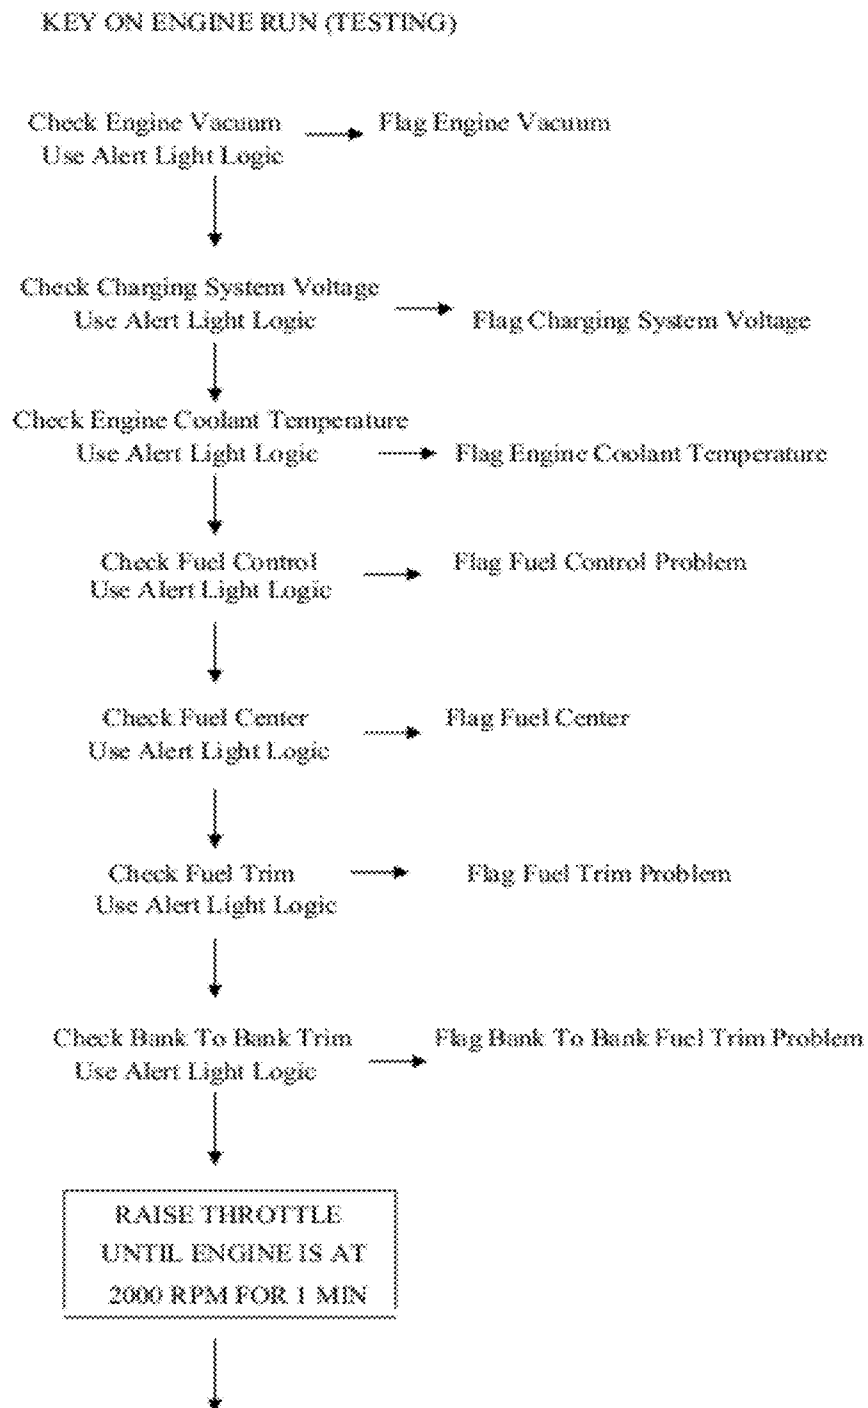 KEY ON ENGINE RUN (TESTING)
Check Engine Vacuum
Use Alert Light Logic
Flag Engine Vacuum
Check Charging System Voltage
Use Alert Light Logic
Flag Charging System Voltage
Check Engine Coolant Temperature
Use Alert Light Logic
Flag Engine Coolant Temperature
Check Fuel Control
Use Alert Light Logic
Flag Fuel Control Problem
Check Fuel Center
Use Alert Light Logic
Flag Fuel Center
Check Fuel Trim
Use Alert Light Logic
Flag Fuel Trim Problem
Check Bank To Bank Trim
Use Alert Light Logic
Flag Bank To Bank Fuel Trim Problem
RAISE THROTTLE
UNTIL ENGINE IS AT
2000 RPM FOR 1 MIN